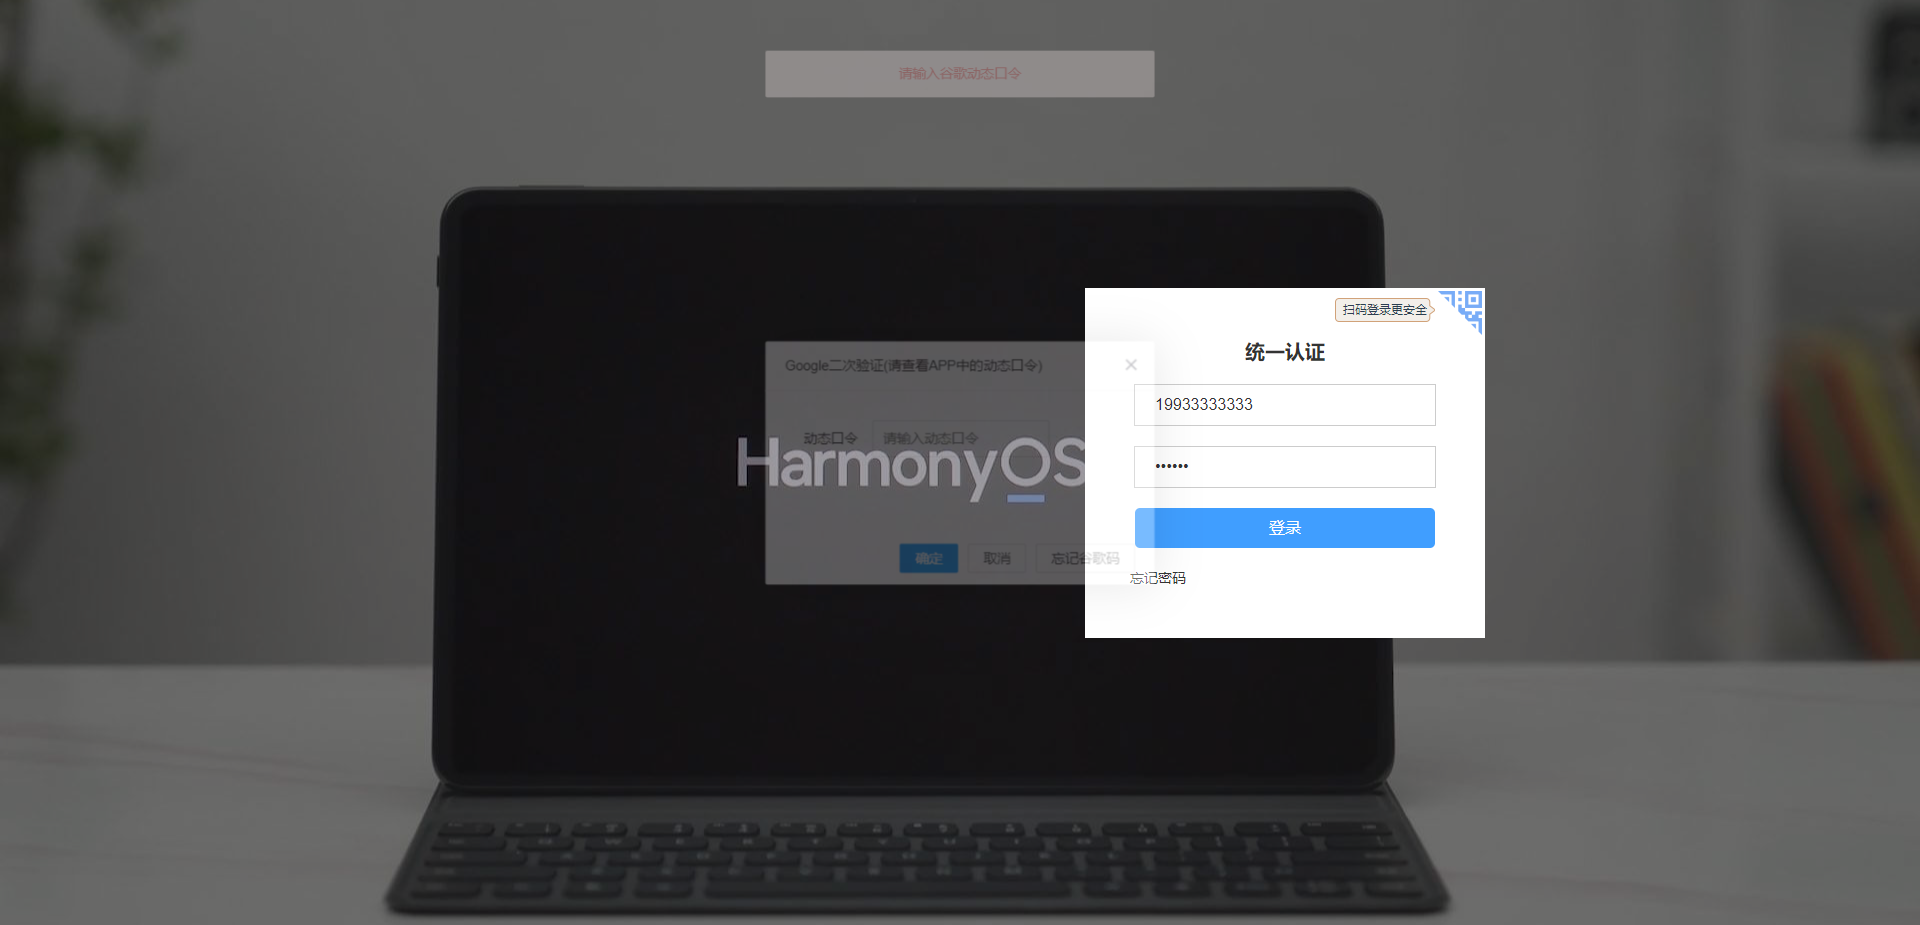 请输入谷歌动态口令
扫码登录更安全
统一认证
19933333333
••••••
登录
忘记密码
Google二次验证(请查看APP中的动态口令)
×
动态口令
请输入动态口令
HarmonyOS
确定
取消
忘记谷歌码